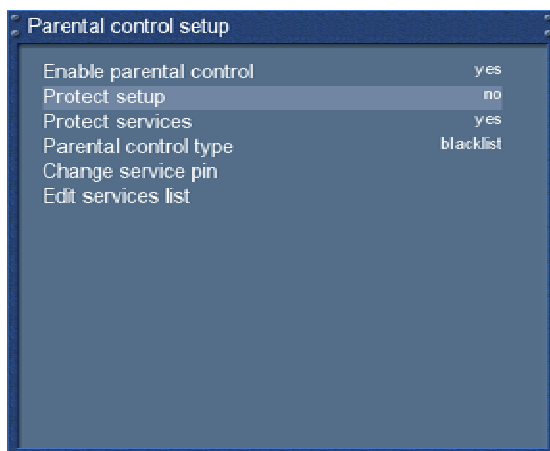 Parental control setup
Enable parental control yes
Protect setup no
Protect services yes
Parental control type blacklist
Change service pin
Edit services list